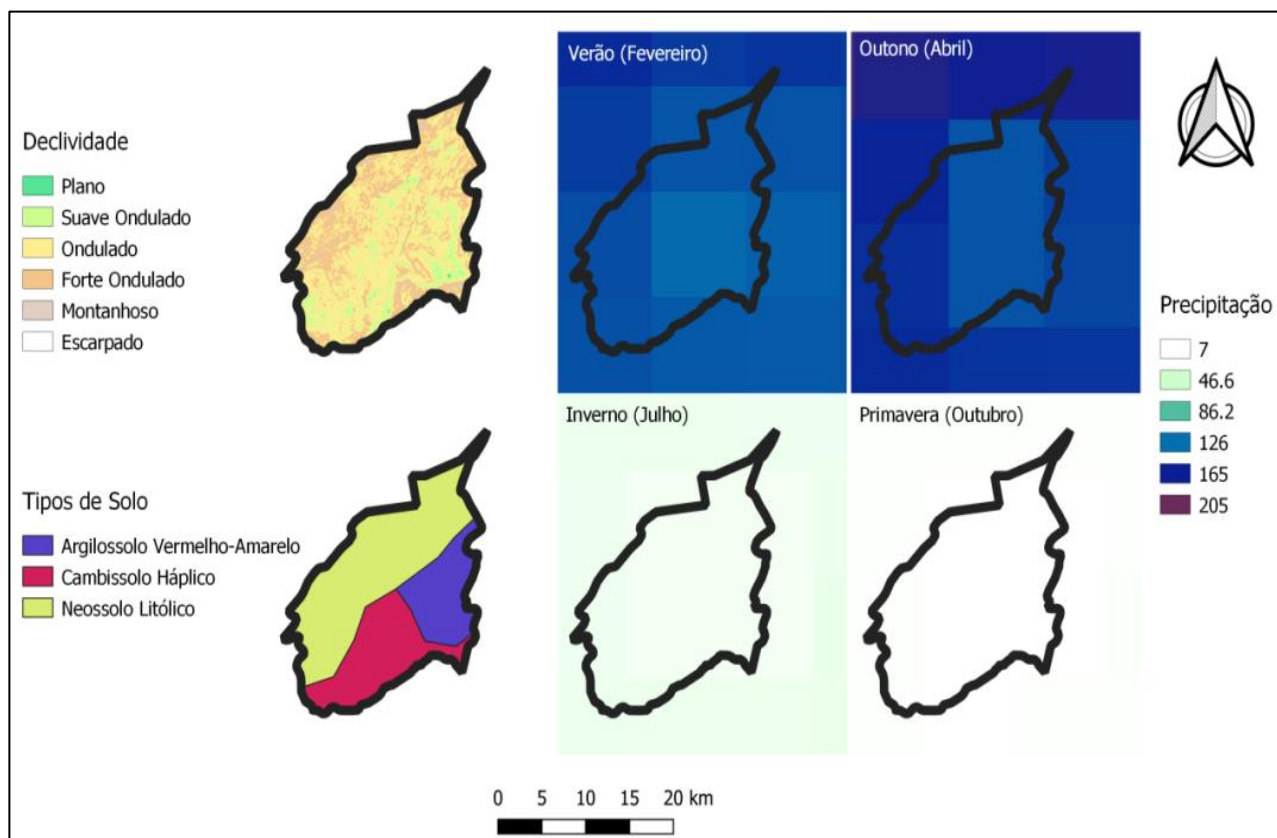 Verão (Fevereiro)
Outono (Abril)
Declividade
Plano
Suave Ondulado
Ondulado
Forte Ondulado
Montanhoso
Escarpado
Precipitação
7
46.6
86.2
126
165
205
Inverno (Julho)
Primavera (Outubro)
Tipos de Solo
Argilossolo Vermelho-Amarelo
Cambissolo Háplico
Neossolo Litólico
0 5 10 15 20 km